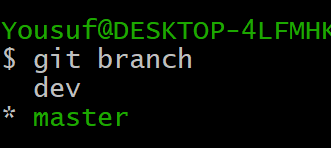 Yousuf@DESKTOP-4LFMHK
$ git branch
dev
* master